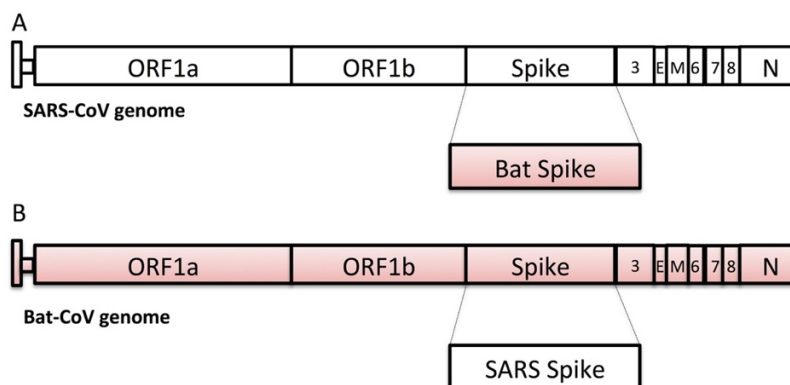 A
ORF1a ORF1b Spike 3 E M 6 7 8 N
SARS-CoV genome
Bat Spike
B
ORF1a ORF1b Spike 3 E M 6 7 8 N
Bat-CoV genome
SARS Spike